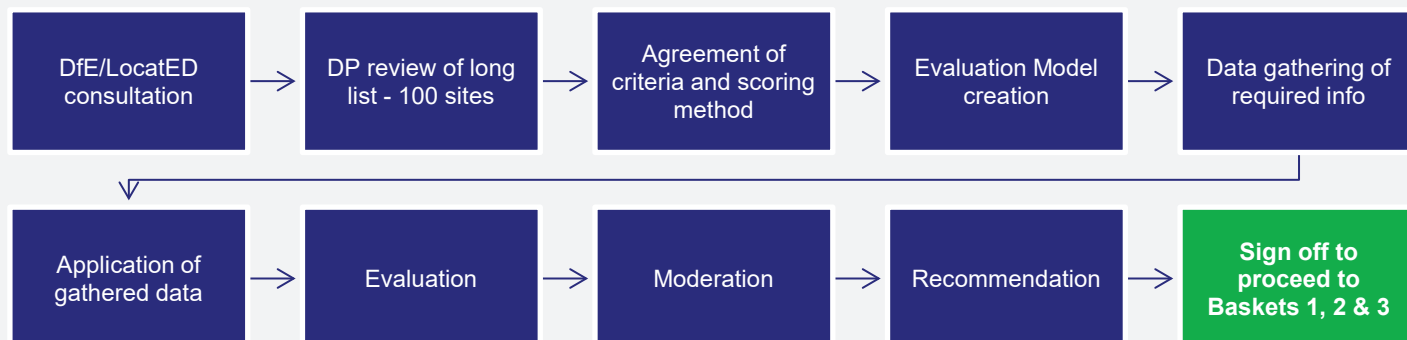 DfE/LocatED
consultation
DP review of long
list - 100 sites
Agreement of
criteria and scoring
method
Evaluation Model
creation
Data gathering of
required info
Application of
gathered data
Evaluation
Moderation
Recommendation
Sign off to
proceed to
Baskets 1, 2 & 3